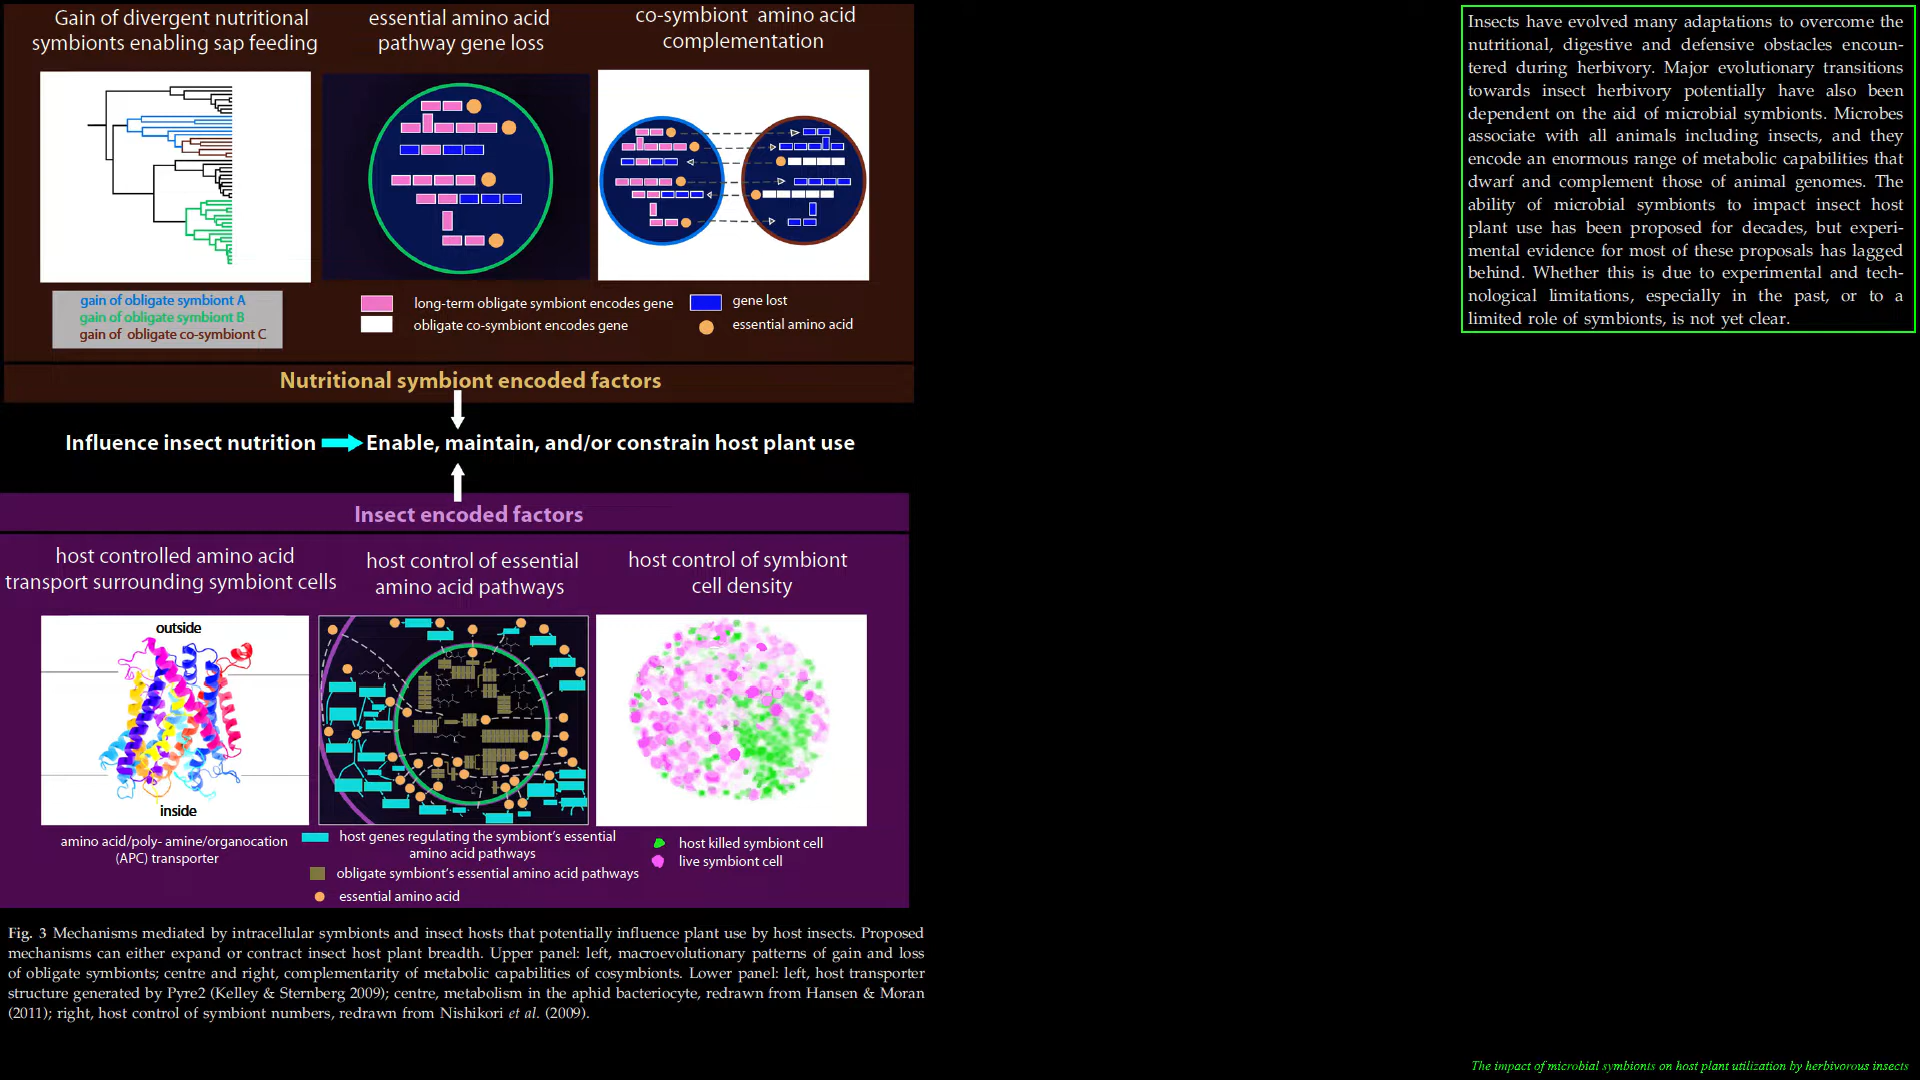 Gain of divergent nutritional
symbionts enabling sap feeding
essential amino acid
pathway gene loss
co-symbiont amino acid
complementation
gain of obligate symbiont A
gain of obligate symbiont B
gain of obligate co-symbiont C
long-term obligate symbiont encodes gene
obligate co-symbiont encodes gene
gene lost
essential amino acid
Nutritional symbiont encoded factors
Influence insect nutrition
Enable, maintain, and/or constrain host plant use
Insect encoded factors
host controlled amino acid
transport surrounding symbiont cells
host control of essential
amino acid pathways
host control of symbiont
cell density
outside
inside
amino acid/poly- amine/organocation
(APC) transporter
host genes regulating the symbiont's essential
amino acid pathways
obligate symbiont's essential amino acid pathways
essential amino acid
host killed symbiont cell
live symbiont cell
Fig. 3 Mechanisms mediated by intracellular symbionts and insect hosts that potentially influence plant use by host insects. Proposed
mechanisms can either expand or contract insect host plant breadth. Upper panel: left, macroevolutionary patterns of gain and loss
of obligate symbionts; centre and right, complementarity of metabolic capabilities of cosymbionts. Lower panel: left, host transporter
structure generated by Pyre2 (Kelley & Sternberg 2009); centre, metabolism in the aphid bacteriocyte, redrawn from Hansen & Moran
(2011); right, host control of symbiont numbers, redrawn from Nishikori et al. (2009).
Insects have evolved many adaptations to overcome the
nutritional, digestive and defensive obstacles encoun-
tered during herbivory. Major evolutionary transitions
towards insect herbivory potentially have also been
dependent on the aid of microbial symbionts. Microbes
associate with all animals including insects, and they
encode an enormous range of metabolic capabilities that
dwarf and complement those of animal genomes. The
ability of microbial symbionts to impact insect host
plant use has been proposed for decades, but experi-
mental evidence for most of these proposals has lagged
behind. Whether this is due to experimental and tech-
nological limitations, especially in the past, or to a
limited role of symbionts, is not yet clear.
The impact of microbial symbionts on host plant utilization by herbivorous insects